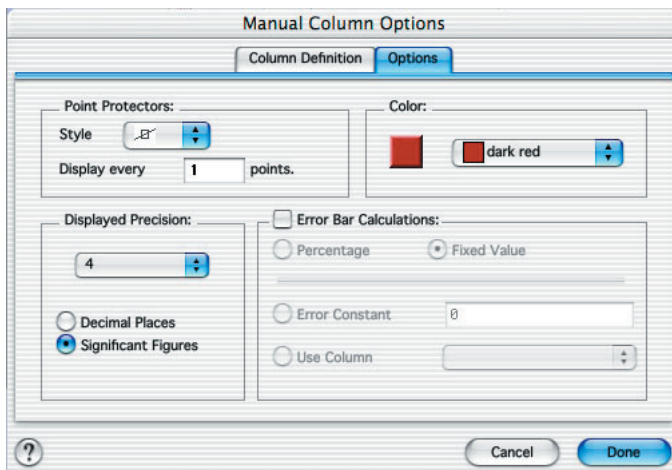 Manual Column Options
Column Definition
Options
Point Protectors:
Style
Display every 1 points.
Color:
dark red
Displayed Precision:
4
Decimal Places
Significant Figures
Error Bar Calculations:
Percentage
Fixed Value
Error Constant
0
Use Column
?
Cancel
Done